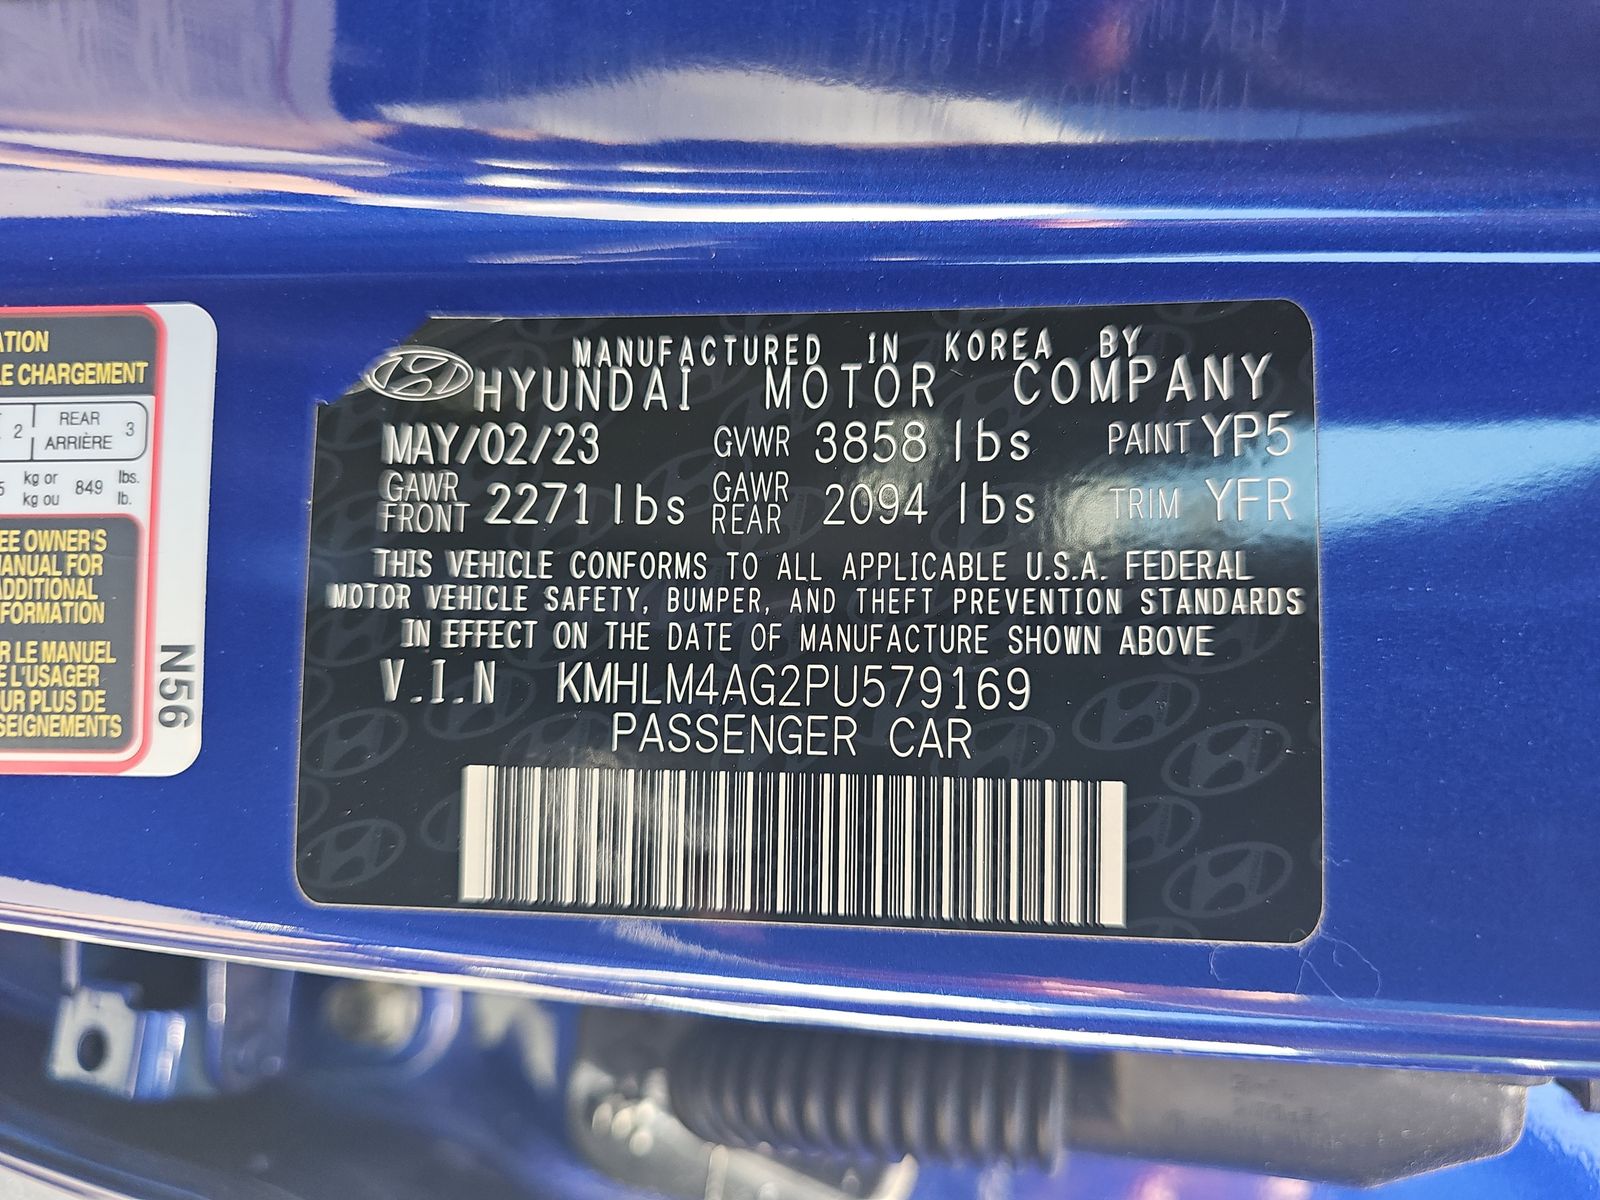 ATION
LE CHARGEMENT
2 REAR ARRIÈRE 3
kg or kg ou 849 lbs. lb.
EE OWNER'S
MANUAL FOR
ADDITIONAL
FORMATION
R LE MANUEL
E L'USAGER
UR PLUS DE
SEIGNEMENTS
N56
MANUFACTURED IN KOREA BY
HYUNDAI MOTOR COMPANY
MAY/02/23 GVWR 3858 lbs PAINT YP5
GAWR FRONT 2271 lbs GAWR REAR 2094 lbs TRIM YFR
THIS VEHICLE CONFORMS TO ALL APPLICABLE U.S.A. FEDERAL
MOTOR VEHICLE SAFETY, BUMPER, AND THEFT PREVENTION STANDARDS
IN EFFECT ON THE DATE OF MANUFACTURE SHOWN ABOVE
V.I.N KMHLM4AG2PU579169
PASSENGER CAR